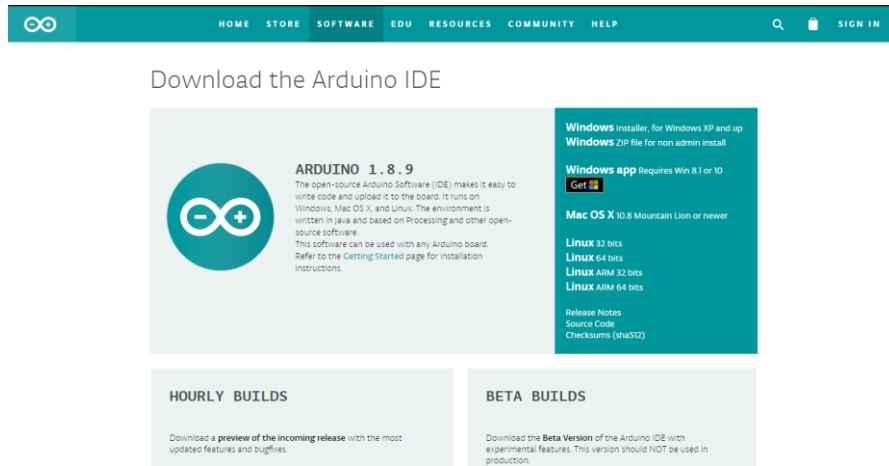 HOME STORE SOFTWARE EDU RESOURCES COMMUNITY HELP SIGN IN
Download the Arduino IDE
ARDUINO 1.8.9
The open-source Arduino Software (IDE) makes it easy to
write code and upload it to the board. It runs on
Windows, Mac OS X, and Linux. The environment is
written in Java and based on Processing and other open-
source software.
This software can be used with any Arduino board.
Refer to the Getting Started page for Installation
instructions.
Windows Installer, for Windows XP and up
Windows ZIP file for non admin install
Windows app Requires Win 8.1 or 10
Get
Mac OS X 10.8 Mountain Lion or newer
Linux 32 bits
Linux 64 bits
Linux ARM 32 bits
Linux ARM 64 bits
Release Notes
Source Code
Checksums (sha512)
HOURLY BUILDS
Download a preview of the incoming release with the most
updated features and bugfixes.
BETA BUILDS
Download the Beta Version of the Arduino IDE with
experimental features. This version should NOT be used in
production.